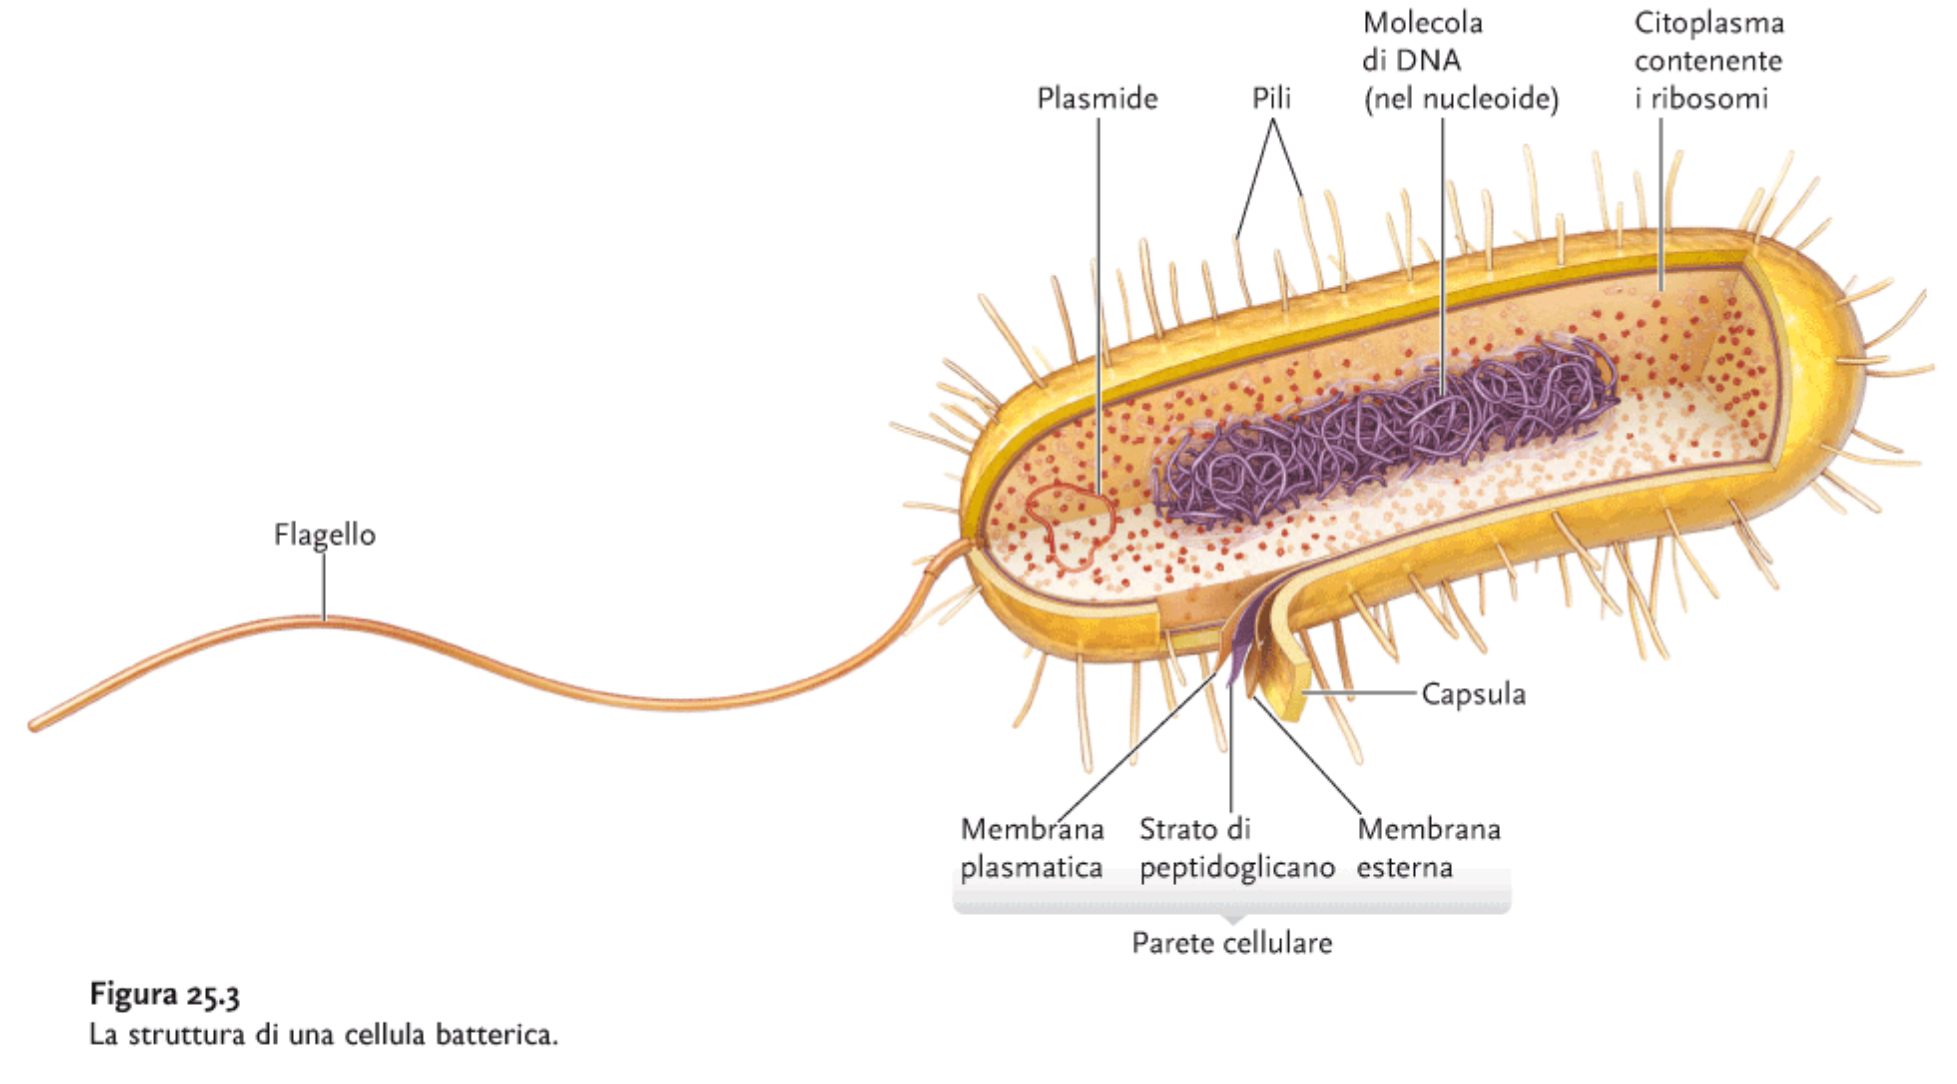 Molecola
di DNA
(nel nucleoide)
Citoplasma
contenente
i ribosomi
Plasmide
Pili
Flagello
Capsula
Membrana
plasmatica
Strato di
peptidoglicano
Membrana
esterna
Parete cellulare
Figura 25.3
La struttura di una cellula batterica.